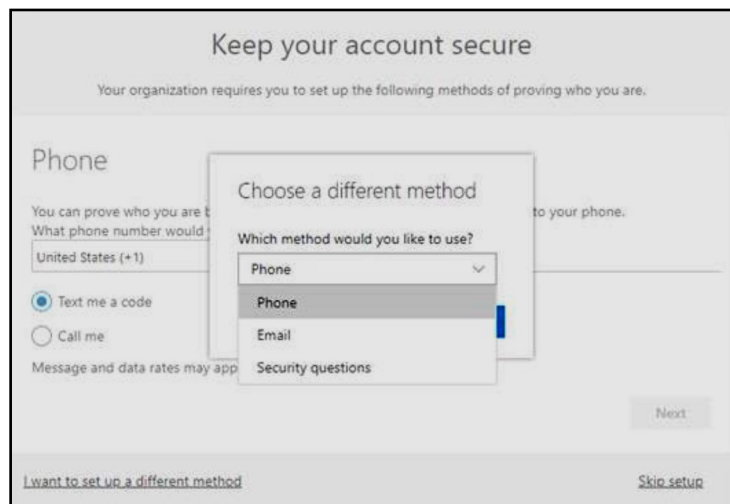 Keep your account secure
Your organization requires you to set up the following methods of proving who you are.
Phone
Choose a different method
You can prove who you are b
to your phone.
What phone number would
Which method would you like to use?
United States (+1)
Phone
Phone
Text me a code
Email
Call me
Security questions
Message and data rates may app
Next
I want to set up a different method
Skip setup